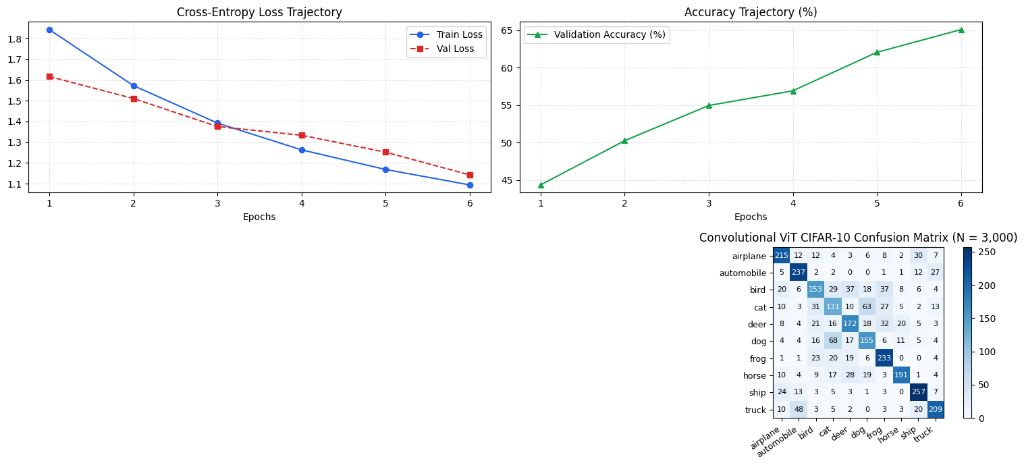 Cross-Entropy Loss Trajectory
1.8
1.7
1.6
1.5
1.4
1.3
1.2
1.1
Train Loss
Val Loss
1 2 3 4 5 6
Epochs
Accuracy Trajectory (%)
65
60
55
50
45
Validation Accuracy (%)
1 2 3 4 5 6
Epochs
Convolutional ViT CIFAR-10 Confusion Matrix (N = 3,000)
airplane 215 12 12 4 3 6 8 2 30 7
automobile 5 237 2 2 0 0 1 1 12 27
bird 20 6 153 29 37 18 37 8 6 4
cat 10 3 31 131 10 63 27 5 2 13
deer 8 4 21 16 172 18 32 20 5 3
dog 4 4 16 68 17 155 6 11 5 4
frog 1 1 23 20 19 6 233 0 0 4
horse 10 4 9 17 28 19 3 191 1 4
ship 24 13 3 5 3 1 3 0 257 7
truck 10 48 3 5 2 0 3 3 20 209
airplane automobile bird cat deer dog frog horse ship truck
250
200
150
100
50
0